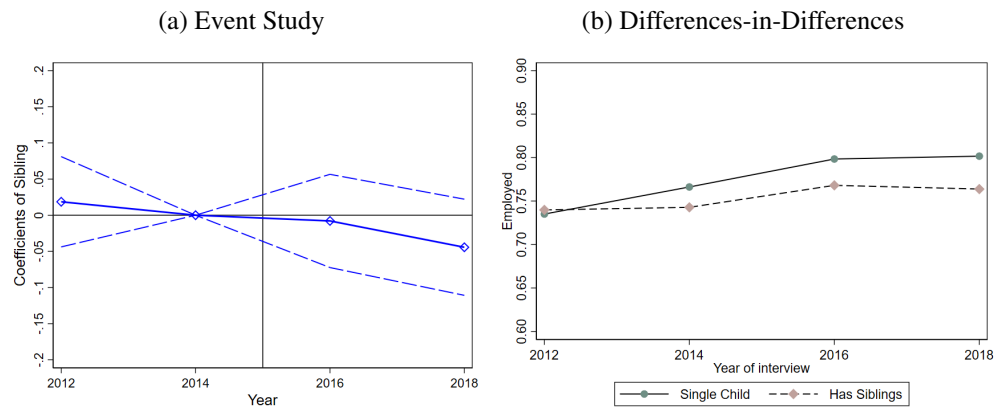 (a) Event Study
Coefficients of Sibling
.2
.15
.1
.05
0
-.05
-.1
-.15
-.2
2012 2014 2016 2018
Year
(b) Differences-in-Differences
Employed
0.90
0.85
0.80
0.75
0.70
0.65
0.60
2012 2014 2016 2018
Year of interview
Single Child Has Siblings